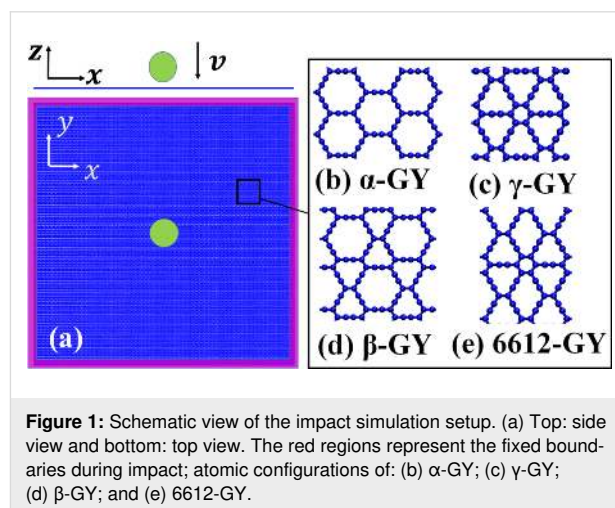 z
x
v
y
x
(a)
(b) α-GY
(c) γ-GY
(d) β-GY
(e) 6612-GY
Figure 1: Schematic view of the impact simulation setup. (a) Top: side
view and bottom: top view. The red regions represent the fixed bound-
aries during impact; atomic configurations of: (b) α-GY; (c) γ-GY;
(d) β-GY; and (e) 6612-GY.